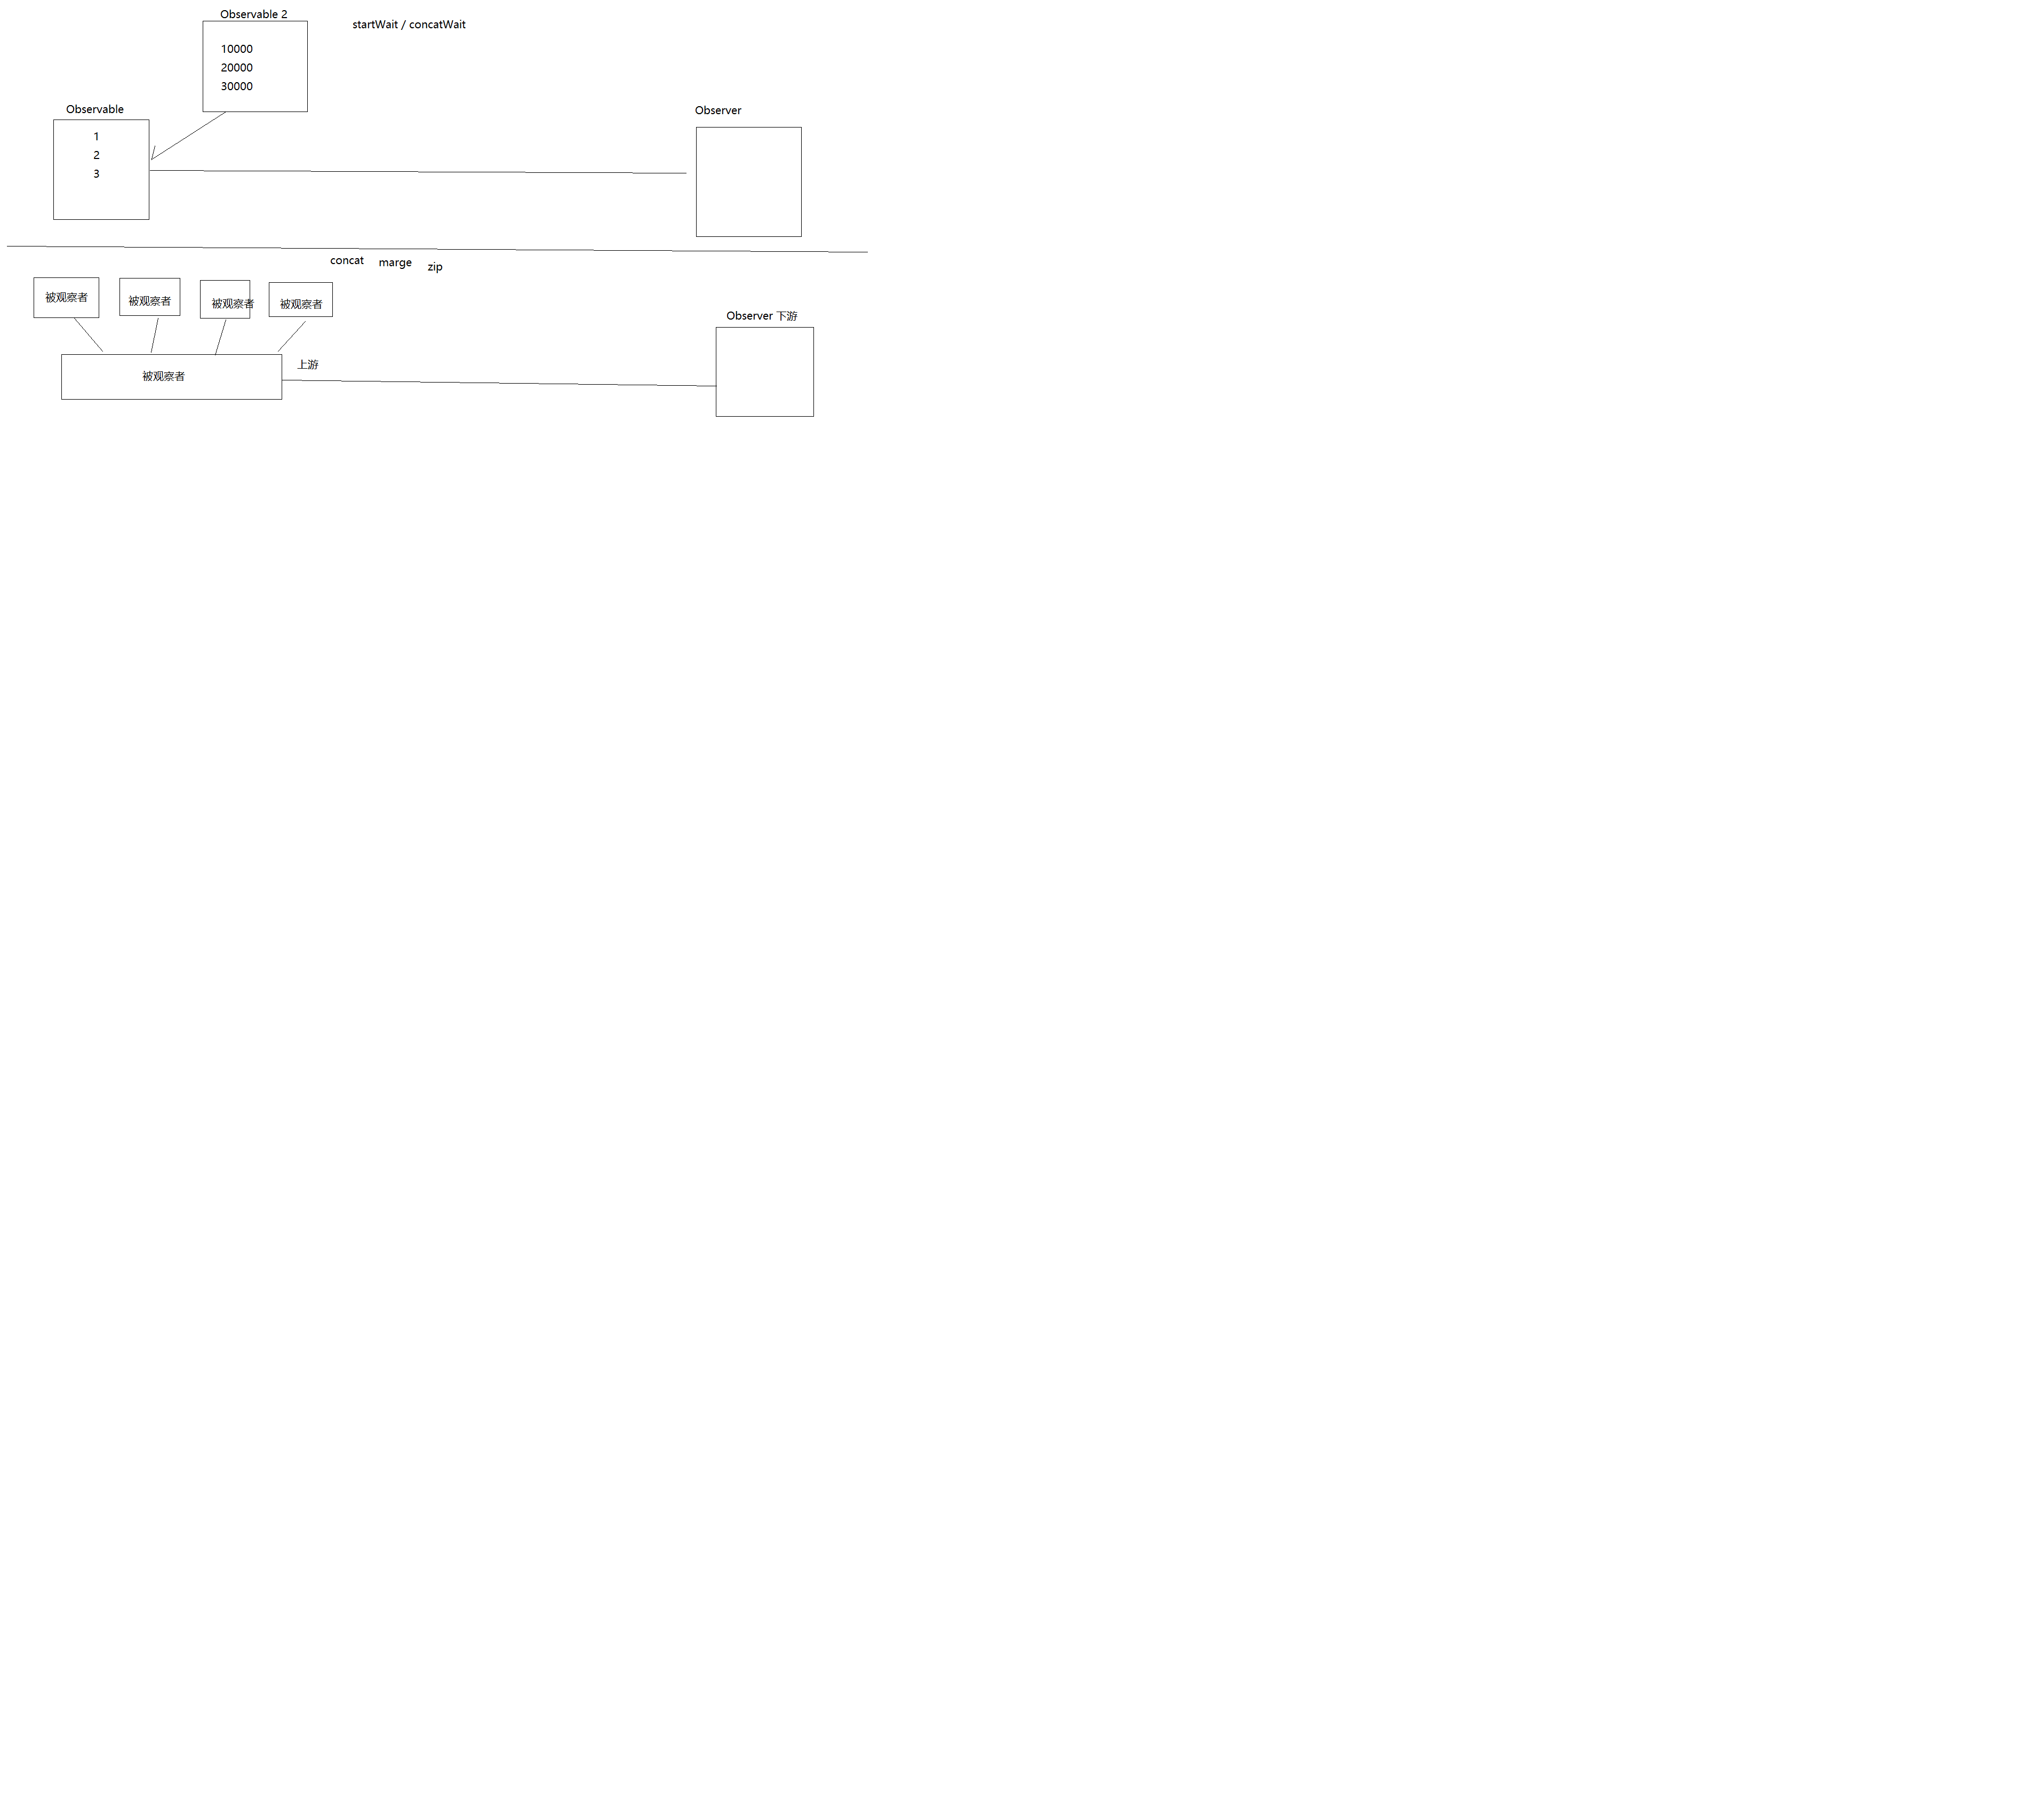 Observable 2
startWait / concatWait
10000
20000
30000
Observable
1
2
3
Observer
concat
marge
zip
被观察者
被观察者
被观察者
被观察者
Observer 下游
上游
被观察者